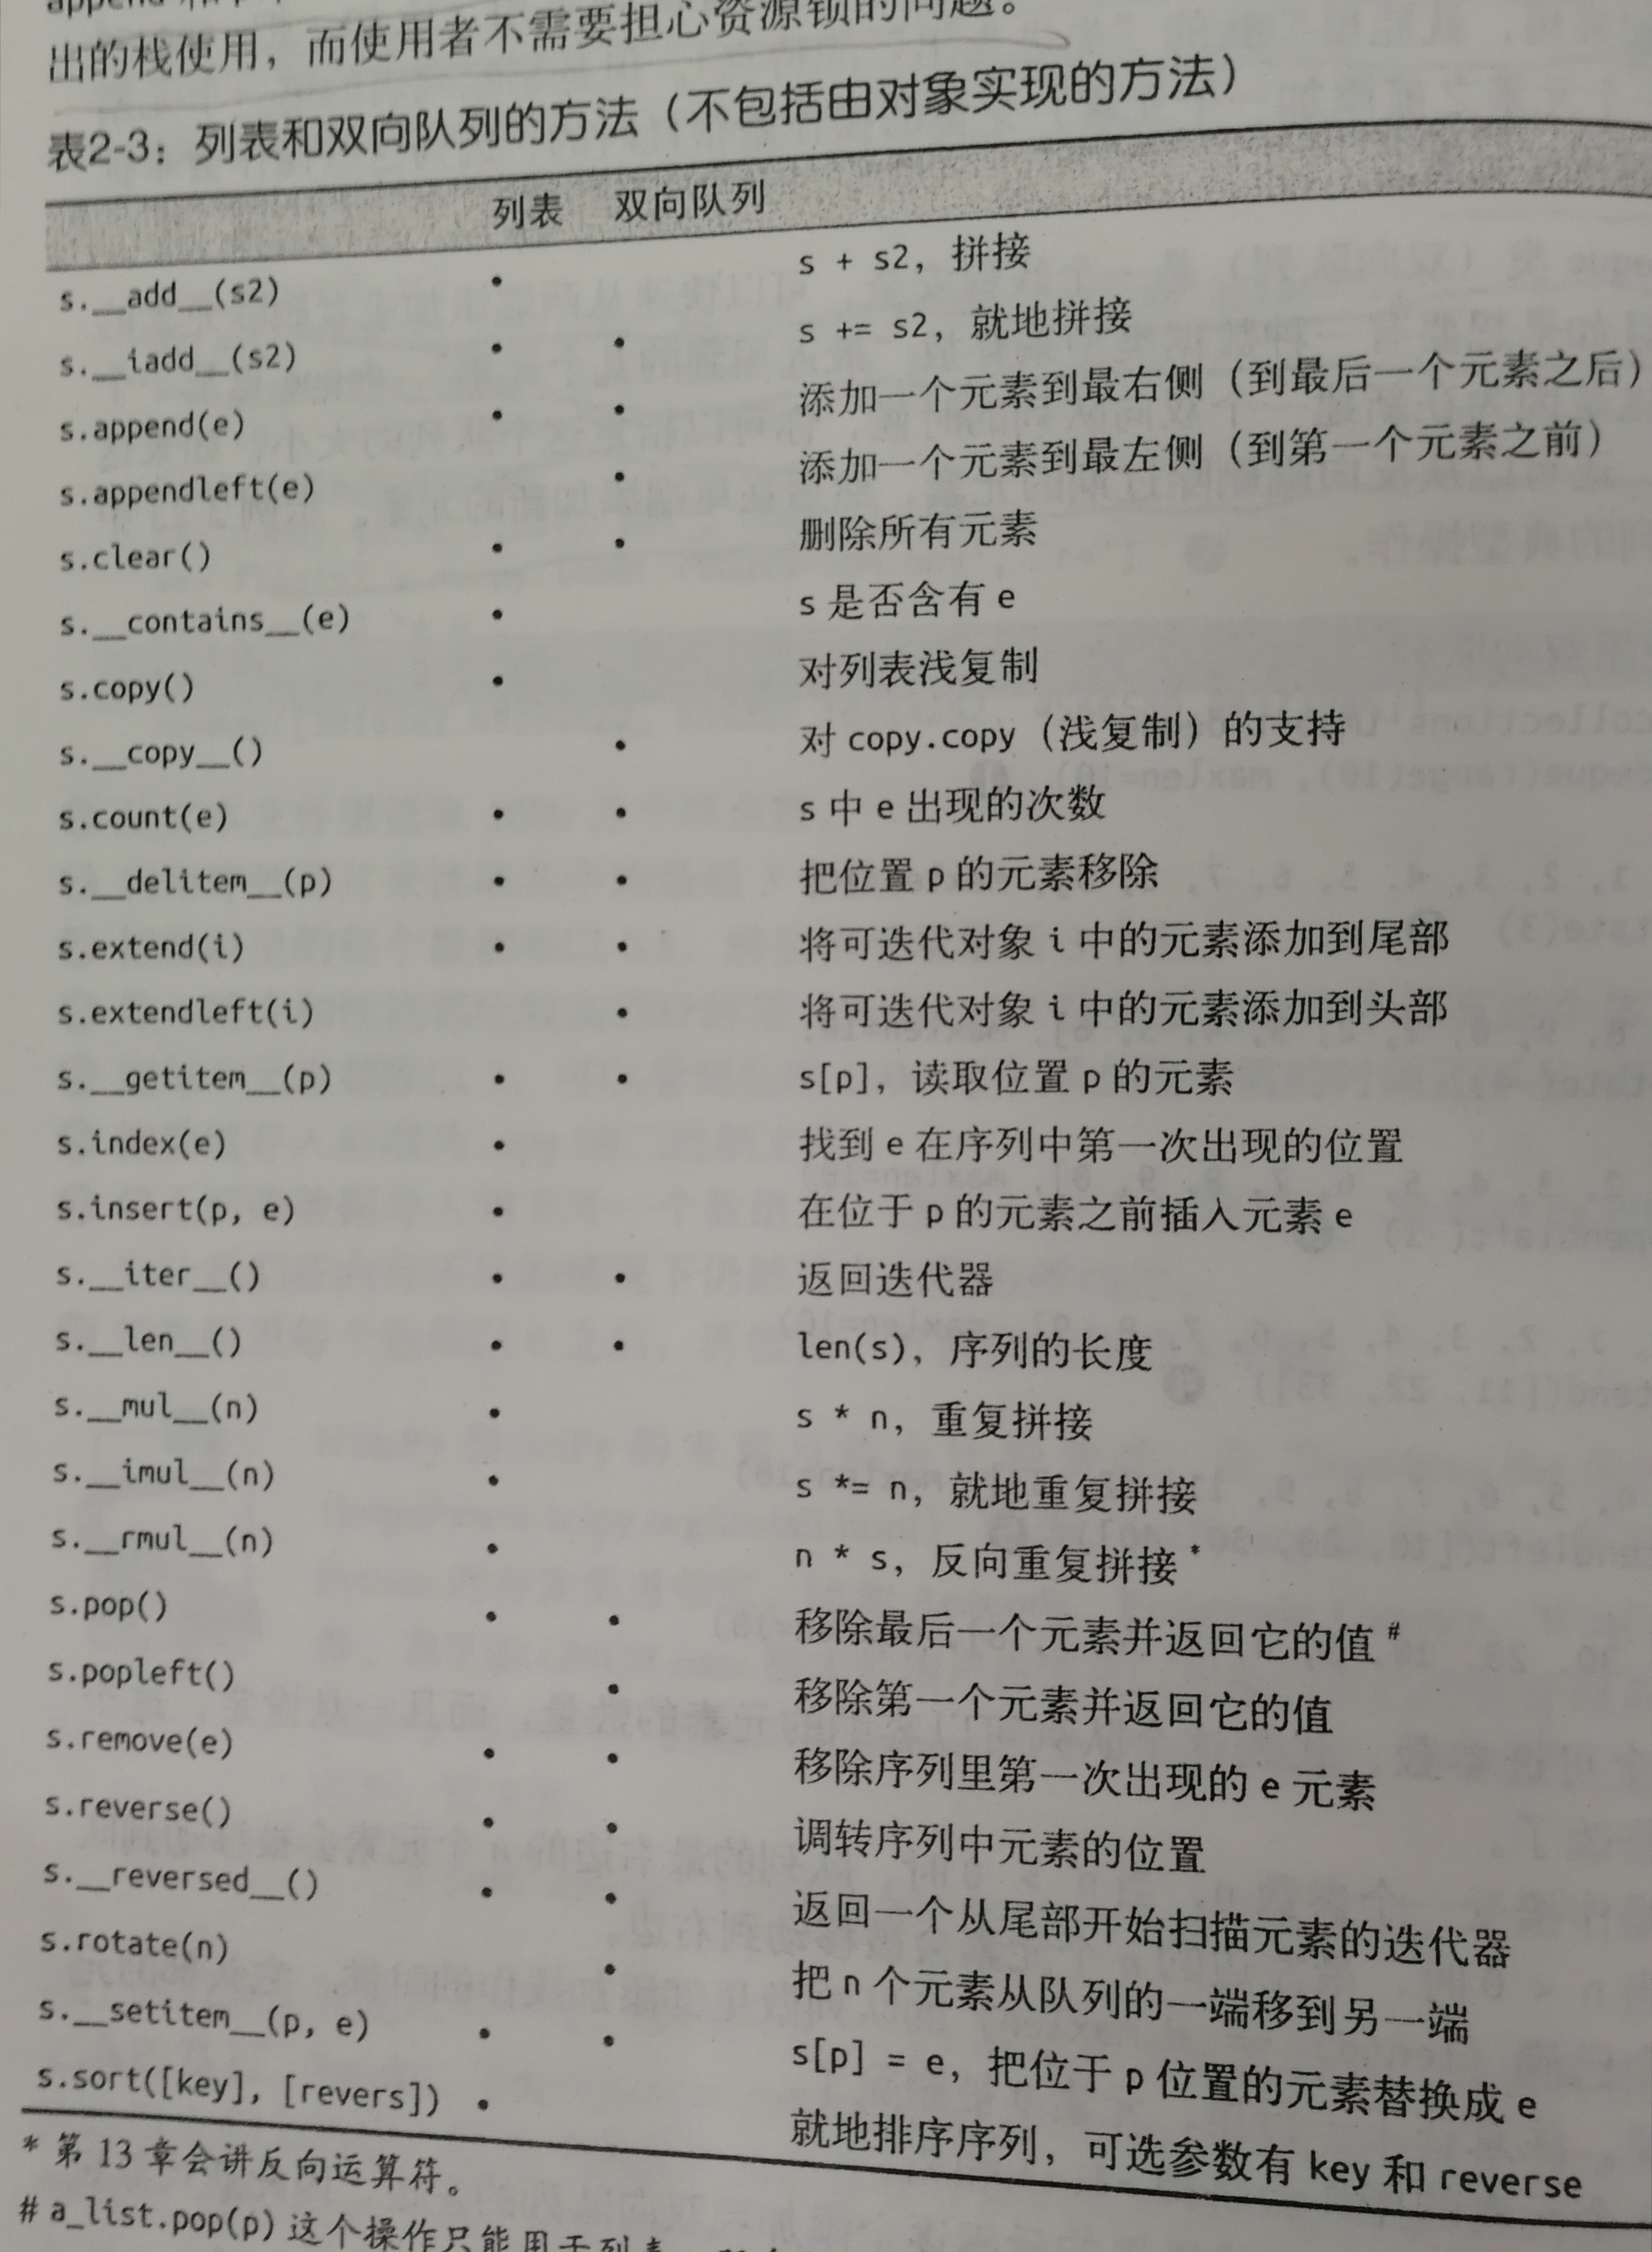 出的栈使用，而使用者不需要担心资源锁的问题。
表2-3：列表和双向队列的方法（不包括由对象实现的方法）
列表 双向队列
s.__add__(s2) • s + s2，拼接
s.__iadd__(s2) • • s += s2，就地拼接
s.append(e) • • 添加一个元素到最右侧（到最后一个元素之后）
s.appendleft(e) • 添加一个元素到最左侧（到第一个元素之前）
s.clear() • • 删除所有元素
s.__contains__(e) • s 是否含有 e
s.copy() • 对列表浅复制
s.__copy__() • 对 copy.copy（浅复制）的支持
s.count(e) • • s 中 e 出现的次数
s.__delitem__(p) • • 把位置 p 的元素移除
s.extend(i) • • 将可迭代对象 i 中的元素添加到尾部
s.extendleft(i) • 将可迭代对象 i 中的元素添加到头部
s.__getitem__(p) • • s[p]，读取位置 p 的元素
s.index(e) • 找到 e 在序列中第一次出现的位置
s.insert(p, e) • 在位于 p 的元素之前插入元素 e
s.__iter__() • • 返回迭代器
s.__len__() • • len(s)，序列的长度
s.__mul__(n) • s * n，重复拼接
s.__imul__(n) • s *= n，就地重复拼接
s.__rmul__(n) • n * s，反向重复拼接 *
s.pop() • • 移除最后一个元素并返回它的值 #
s.popleft() • 移除第一个元素并返回它的值
s.remove(e) • • 移除序列里第一次出现的 e 元素
s.reverse() • • 调转序列中元素的位置
s.__reversed__() • • 返回一个从尾部开始扫描元素的迭代器
s.rotate(n) • 把 n 个元素从队列的一端移到另一端
s.__setitem__(p, e) • • s[p] = e，把位于 p 位置的元素替换成 e
s.sort([key], [revers]) • 就地排序序列，可选参数有 key 和 reverse
* 第 13 章会讲反向运算符。
# a_list.pop(p) 这个操作只能用于列表